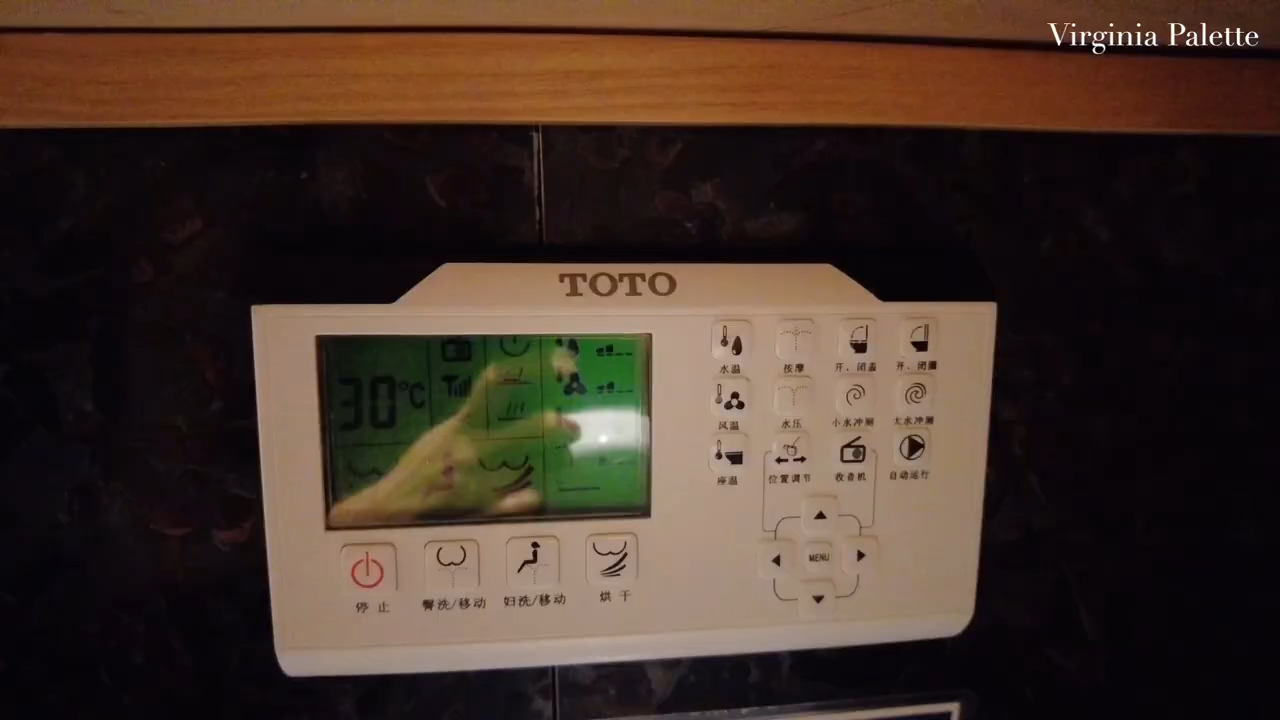 Virginia Palette
TOTO
30°C
水温
按摩
开、闭盖
开、闭圈
风温
水压
小水冲厕
大水冲厕
座温
位置调节
收音机
自动运行
MENU
停止
臀洗/移动
妇洗/移动
烘干